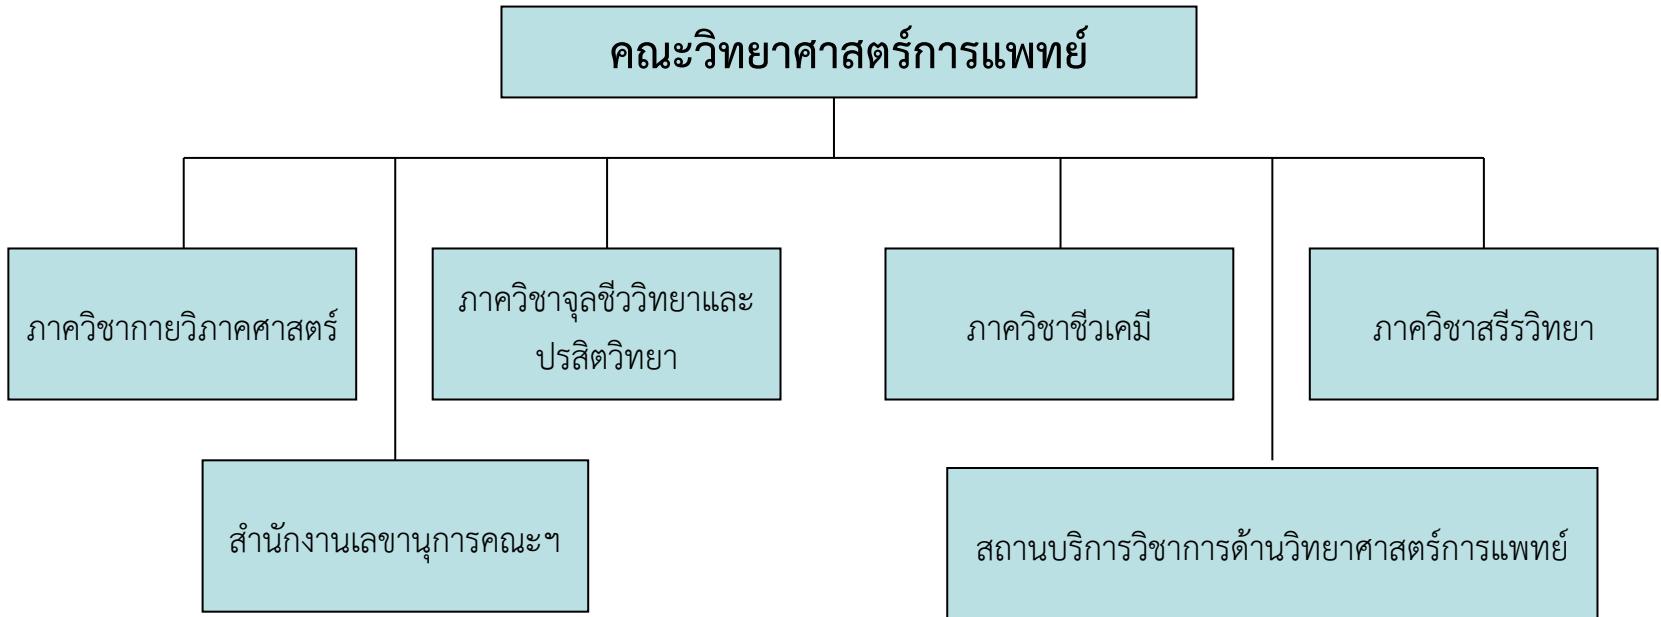 คณะวิทยาศาสตร์การแพทย์
ภาควิชากายวิภาคศาสตร์
ภาควิชาจุลชีววิทยาและ
ปรสิตวิทยา
ภาควิชาชีวเคมี
ภาควิชาสรีรวิทยา
สำนักงานเลขานุการคณะฯ
สถานบริการวิชาการด้านวิทยาศาสตร์การแพทย์